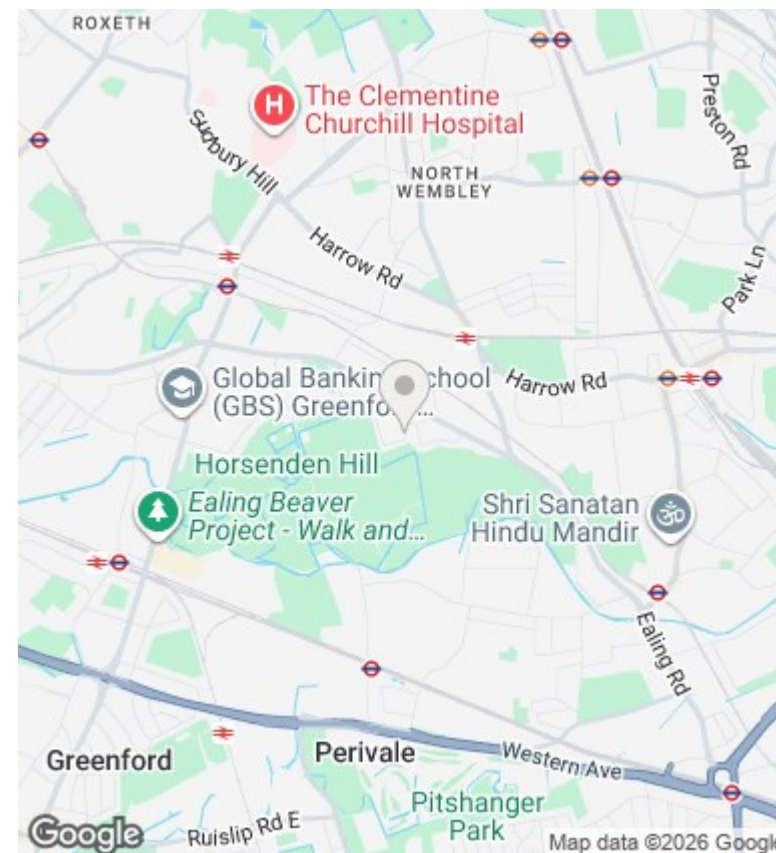 ROXETH
The Clementine
Churchill Hospital
Sudbury Hill
Preston Rd
NORTH
WEMBLEY
Harrow Rd
Park Ln
Global Banking School
(GBS) Greenfo...
Harrow Rd
Horsenden Hill
Ealing Beaver
Project - Walk and...
Shri Sanatan
Hindu Mandir
Ealing Rd
Greenford
Perivale
Western Ave
Pitshanger
Park
Google
Ruislip Rd E
Map data ©2026 Google